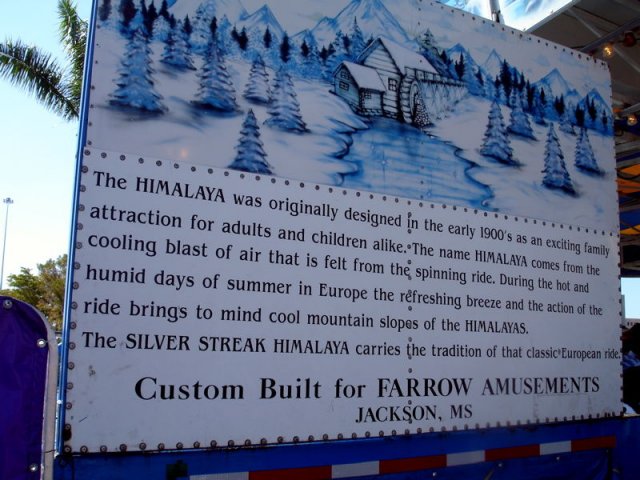 The HIMALAYA was originally designed in the early 1900's as an exciting family
attraction for adults and children alike. The name HIMALAYA comes from the
cooling blast of air that is felt from the spinning ride. During the hot and
humid days of summer in Europe the refreshing breeze and the action of the
ride brings to mind cool mountain slopes of the HIMALAYAS.
The SILVER STREAK HIMALAYA carries the tradition of that classic European ride.
Custom Built for FARROW AMUSEMENTS
JACKSON, MS